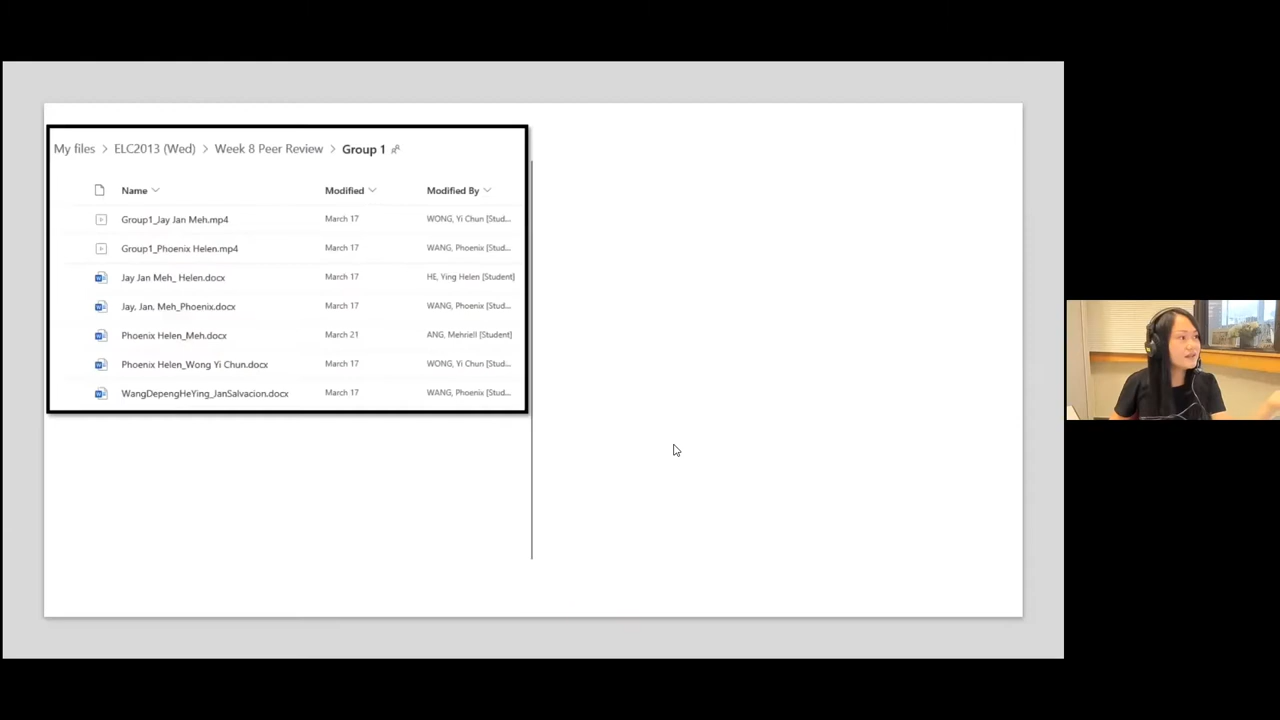 My files > ELC2013 (Wed) > Week 8 Peer Review > Group 1
Name Modified Modified By
Group1_Jay Jan Meh.mp4 March 17 WONG, Yi Chun [Stud...
Group1_Phoenix Helen.mp4 March 17 WANG, Phoenix [Stud...
Jay Jan Meh_ Helen.docx March 17 HE, Ying Helen [Student]
Jay, Jan, Meh_Phoenix.docx March 17 WANG, Phoenix [Stud...
Phoenix Helen_Meh.docx March 21 ANG, Mehriell [Student]
Phoenix Helen_Wong Yi Chun.docx March 17 WONG, Yi Chun [Stud...
WangDepengHeYing_JanSalvacion.docx March 17 WANG, Phoenix [Stud...